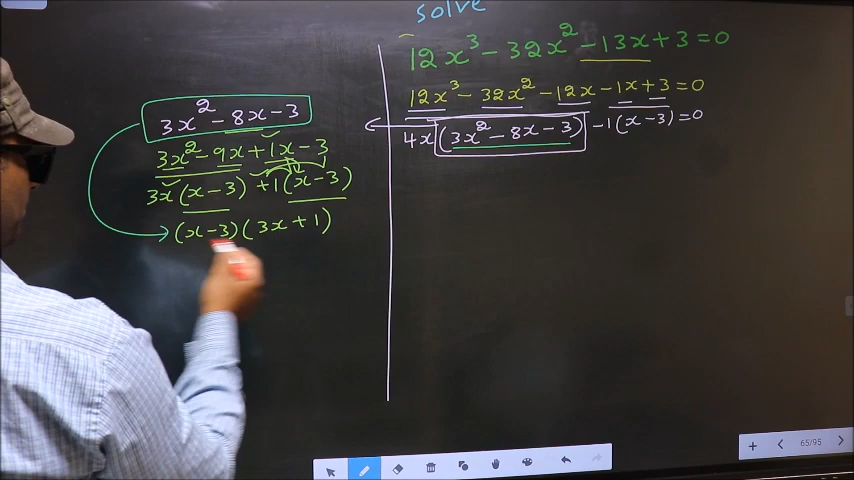 solve
12x³ - 32x² - 13x + 3 = 0
12x³ - 32x² - 12x - 1x + 3 = 0
4x(3x² - 8x - 3) - 1(x - 3) = 0
3x² - 8x - 3
3x² - 9x + 1x - 3
3x(x - 3) + 1(x - 3)
(x - 3)(3x + 1)
65/95